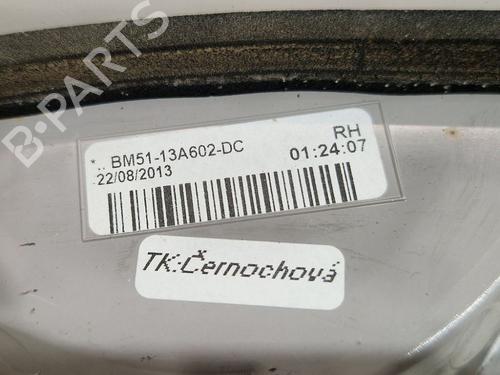 B-PARTS
*.. BM51-13A602-DC RH
22/08/2013 01:24:07
TK:Černochová